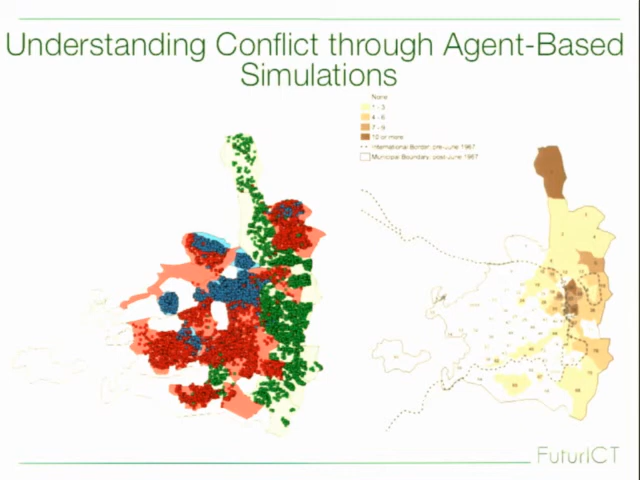 Understanding Conflict through Agent-Based
Simulations
None
1 - 3
4 - 6
7 - 9
10 or more
International Border, pre-June 1967
Municipal Boundary, post-June 1967
FuturICT